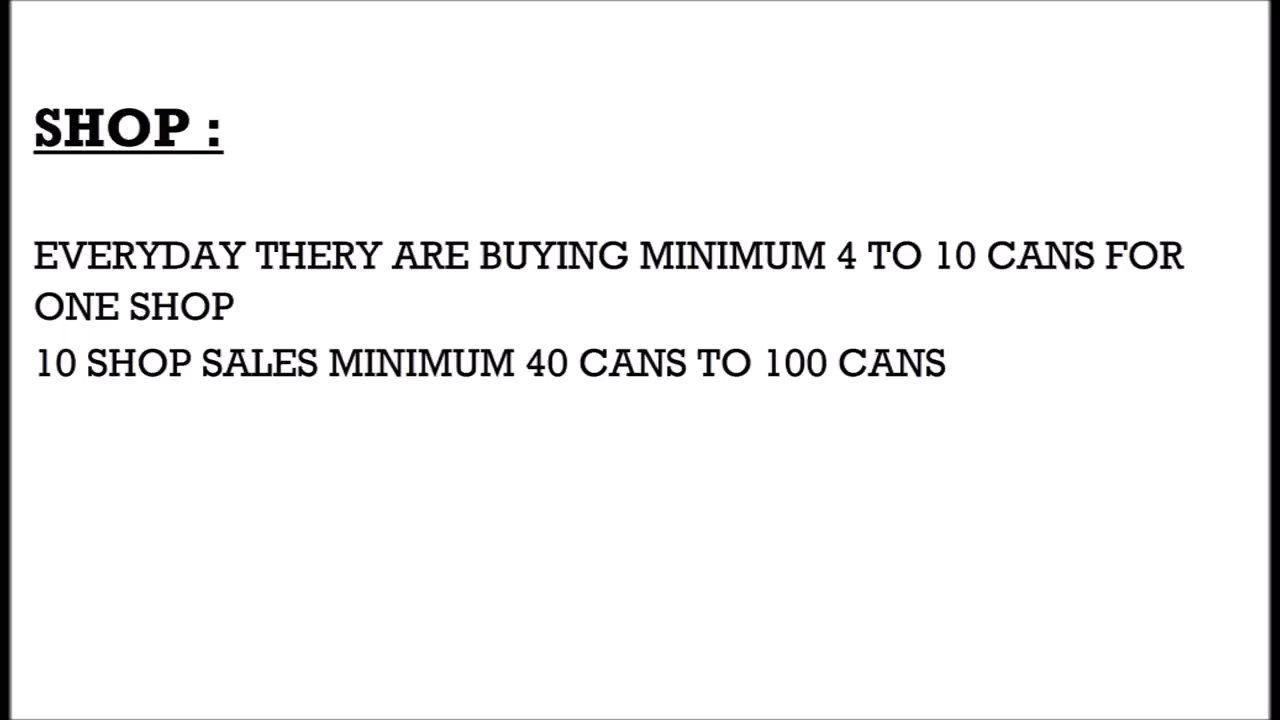 SHOP :
EVERYDAY THERY ARE BUYING MINIMUM 4 TO 10 CANS FOR
ONE SHOP
10 SHOP SALES MINIMUM 40 CANS TO 100 CANS